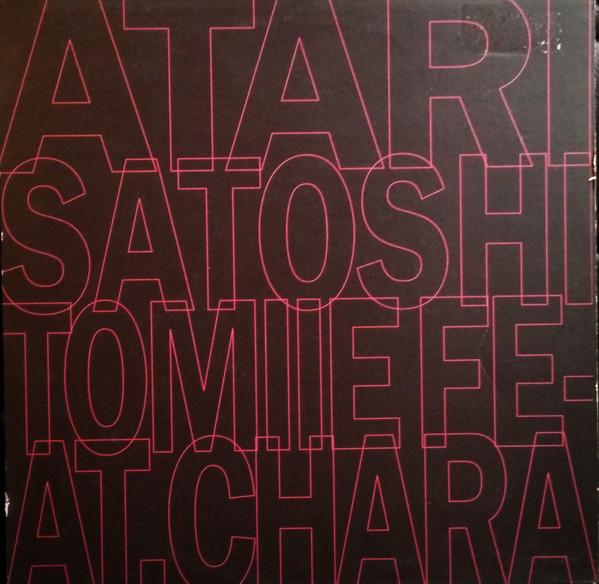 ATARI
SATOSHI
TOMIIE FE-
AT.CHARA